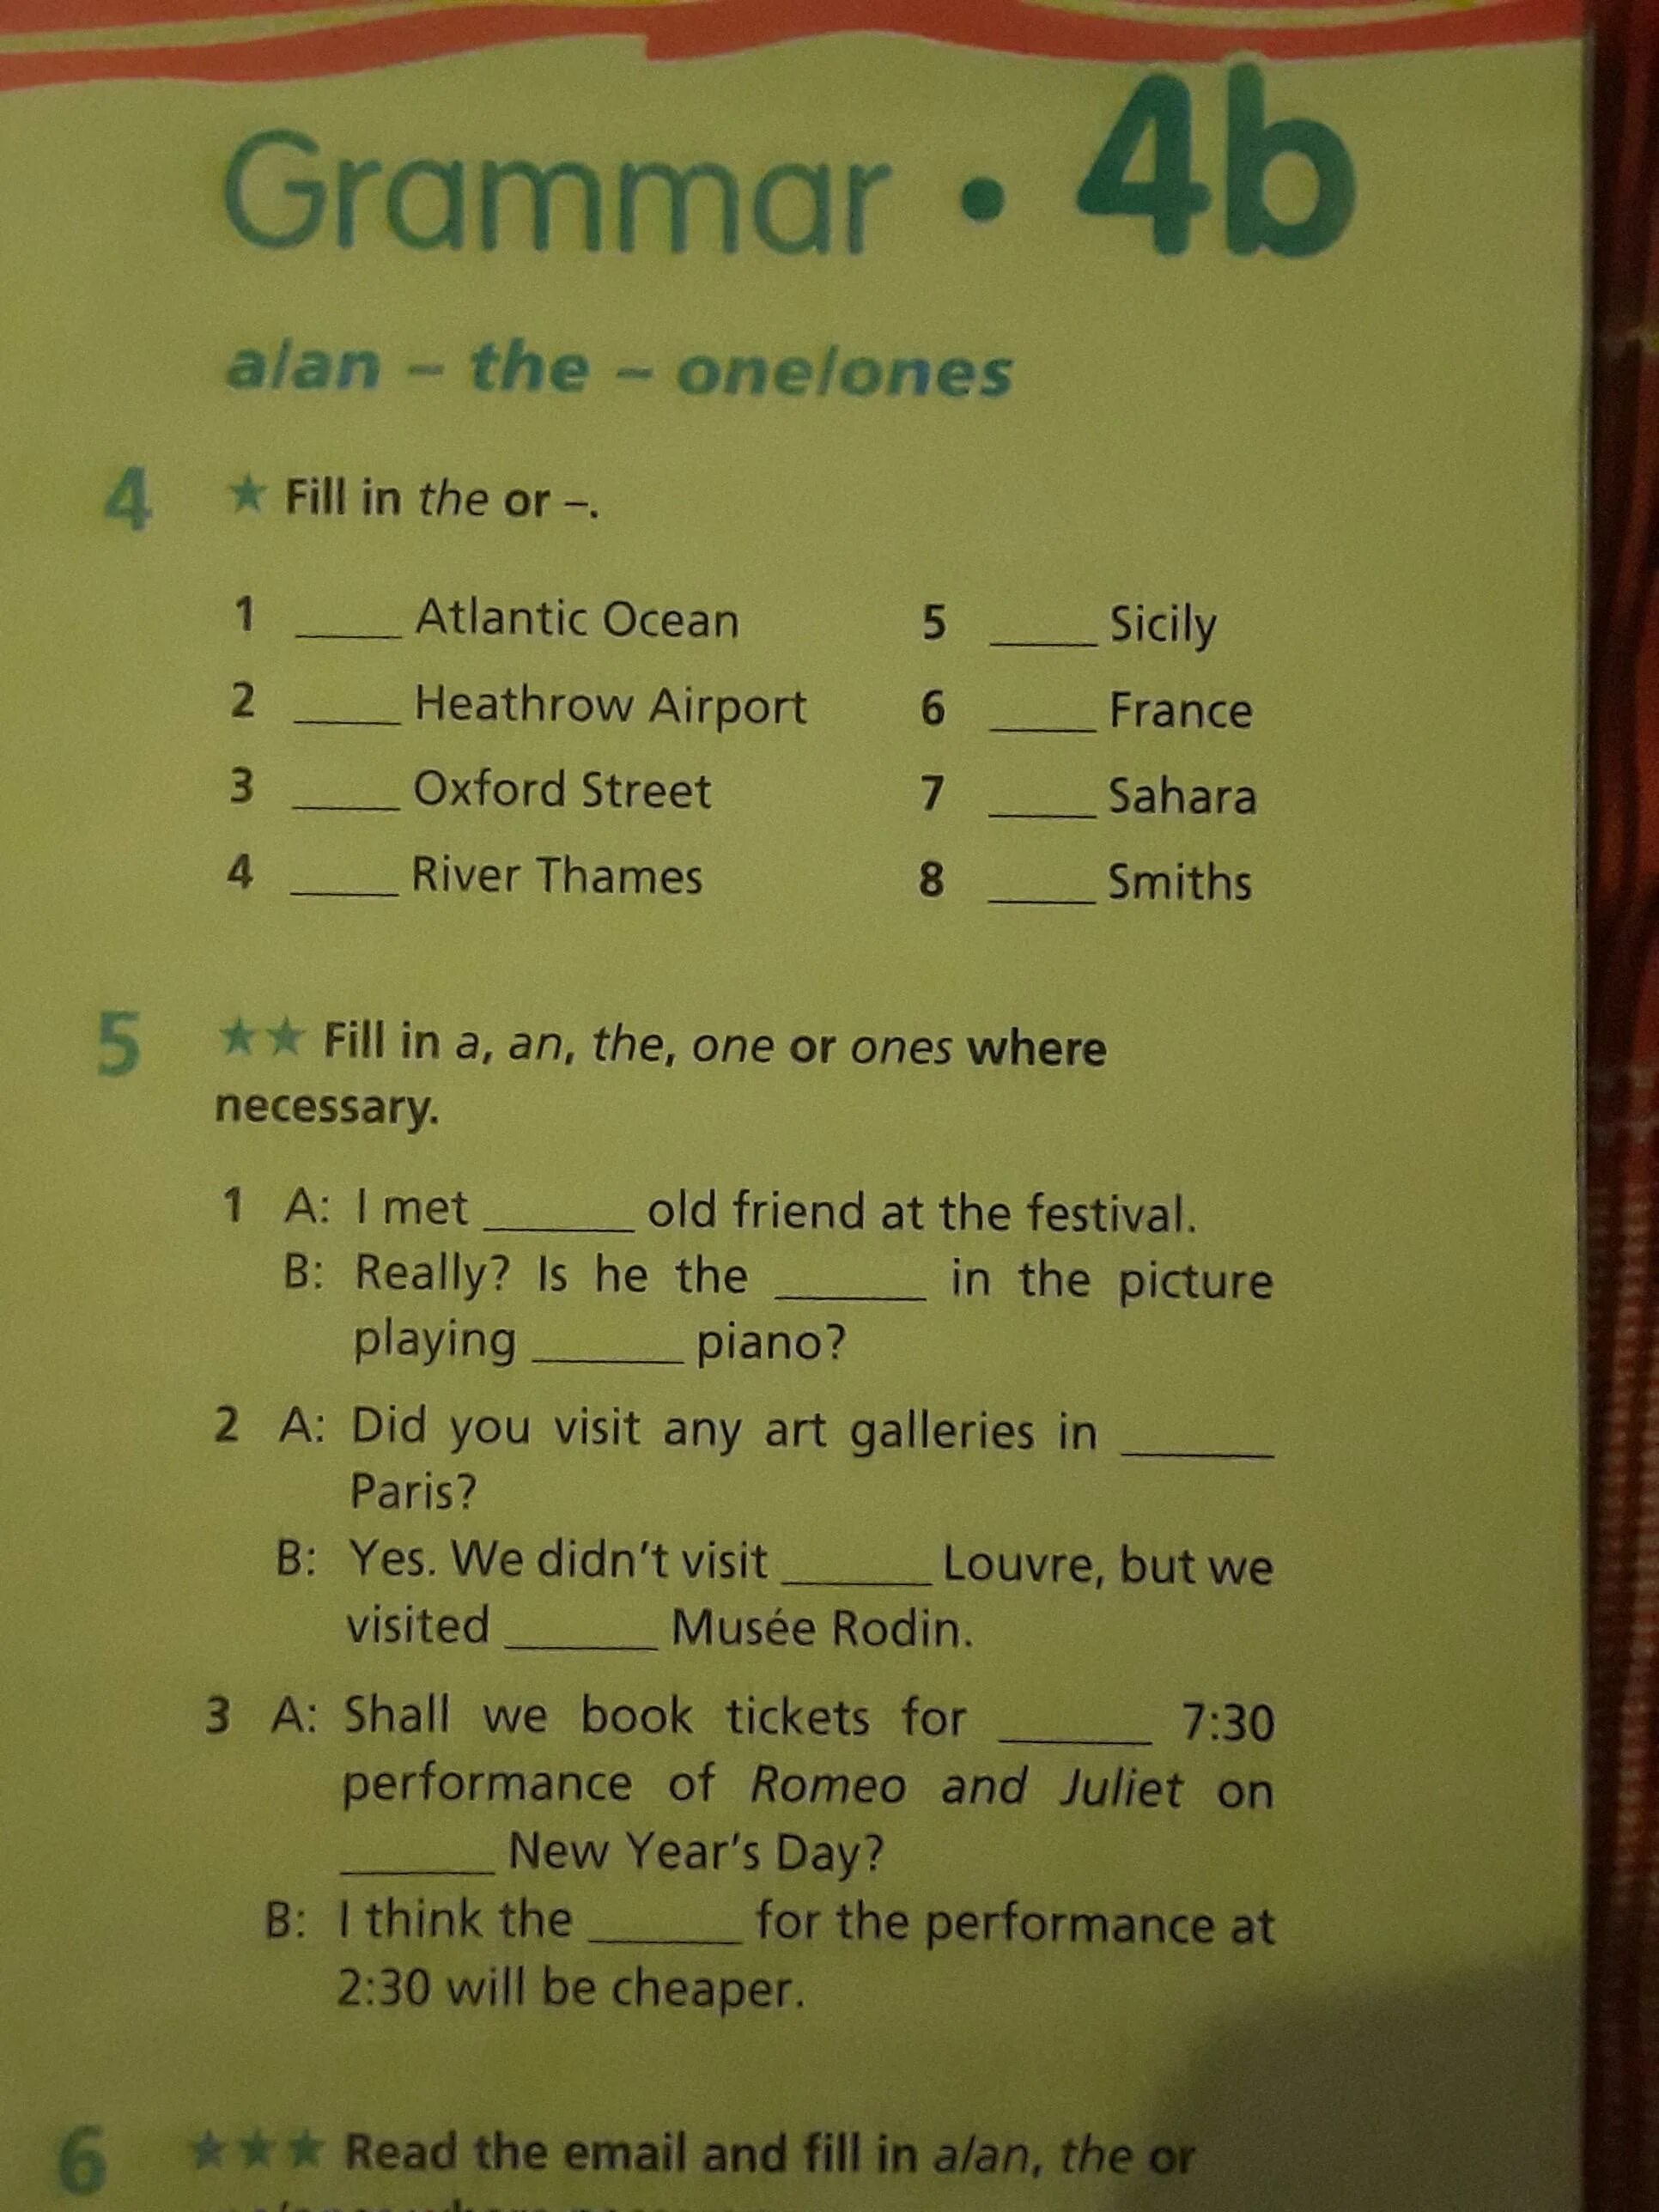 Grammar • 4b
a/an – the – one/ones
4 ★ Fill in the or –.
1 _____ Atlantic Ocean 5 _____ Sicily
2 _____ Heathrow Airport 6 _____ France
3 _____ Oxford Street 7 _____ Sahara
4 _____ River Thames 8 _____ Smiths
5 ★★ Fill in a, an, the, one or ones where
necessary.
1 A: I met _______ old friend at the festival.
B: Really? Is he the _______ in the picture
playing _______ piano?
2 A: Did you visit any art galleries in _______
Paris?
B: Yes. We didn't visit _______ Louvre, but we
visited _______ Musée Rodin.
3 A: Shall we book tickets for _______ 7:30
performance of Romeo and Juliet on
_______ New Year's Day?
B: I think the _______ for the performance at
2:30 will be cheaper.
6 ★★★ Read the email and fill in a/an, the or